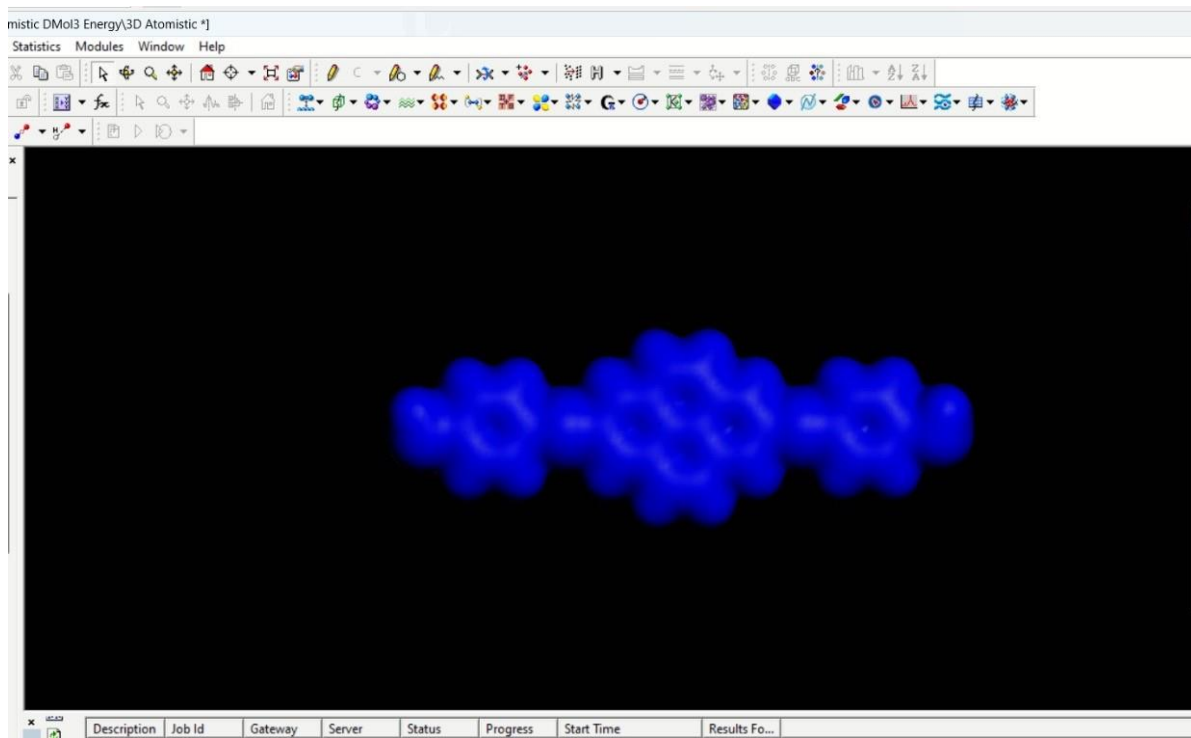 mistic DMol3 Energy\3D Atomistic *]
Statistics Modules Window Help
Description Job Id Gateway Server Status Progress Start Time Results Fo...